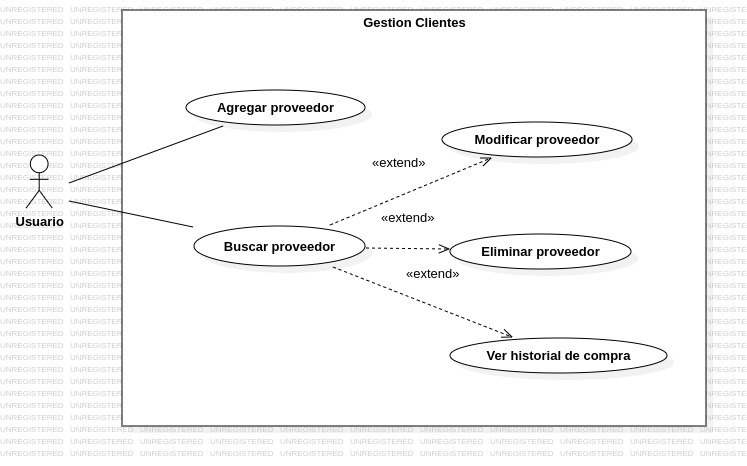 Gestion Clientes
Agregar proveedor
Modificar proveedor
«extend»
Usuario
«extend»
Buscar proveedor
Eliminar proveedor
«extend»
Ver historial de compra
UNREGISTERED